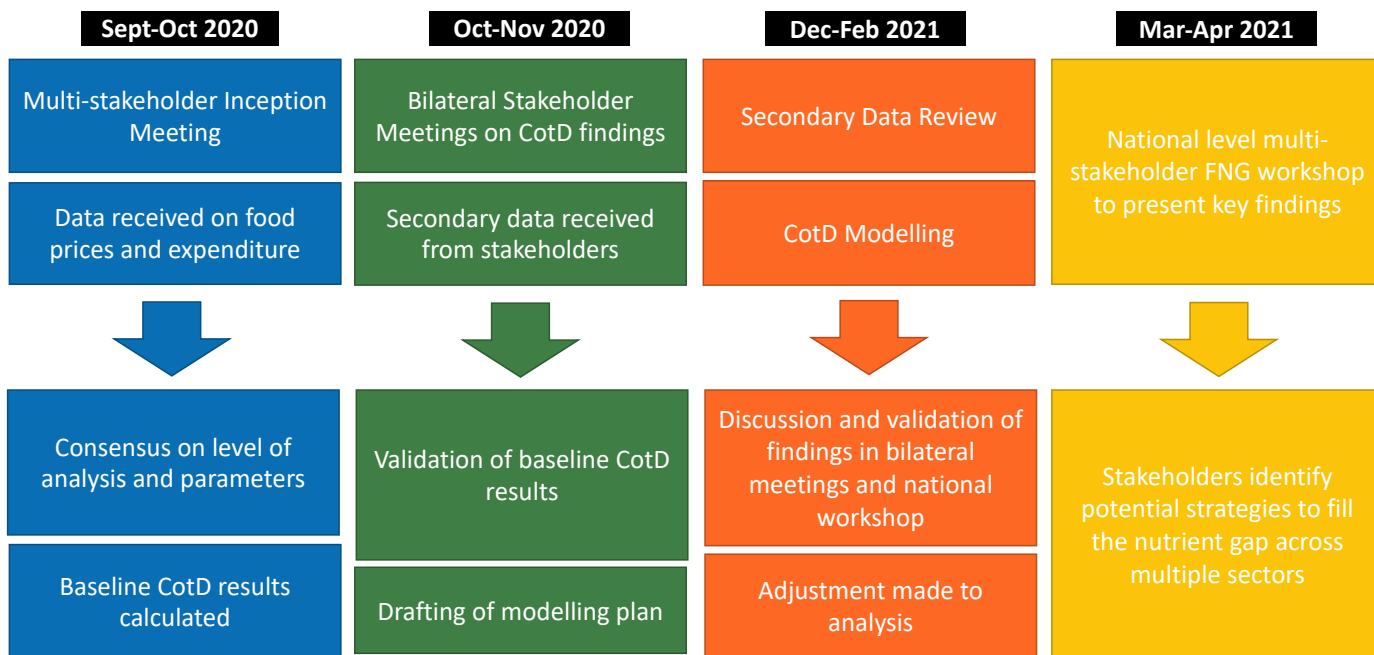 Sept-Oct 2020
Multi-stakeholder Inception
Meeting
Data received on food
prices and expenditure
Consensus on level of
analysis and parameters
Baseline CotD results
calculated
Oct-Nov 2020
Bilateral Stakeholder
Meetings on CotD findings
Secondary data received
from stakeholders
Validation of baseline CotD
results
Drafting of modelling plan
Dec-Feb 2021
Secondary Data Review
CotD Modelling
Discussion and validation of
findings in bilateral
meetings and national
workshop
Adjustment made to
analysis
Mar-Apr 2021
National level multi-
stakeholder FNG workshop
to present key findings
Stakeholders identify
potential strategies to fill
the nutrient gap across
multiple sectors